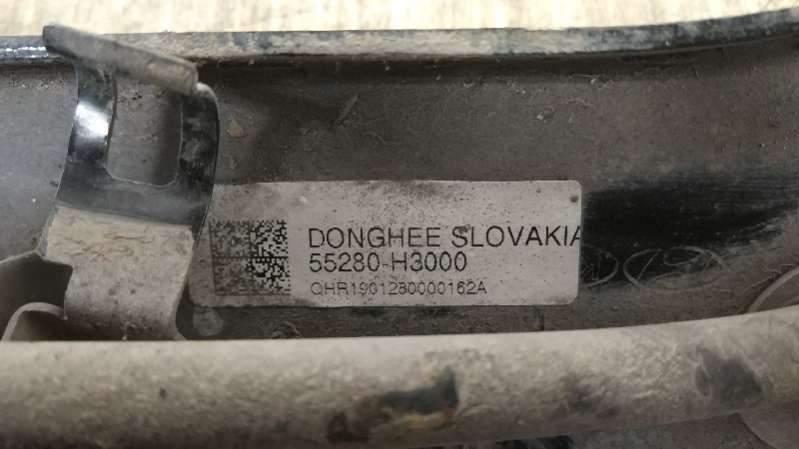 DONGHEE SLOVAKIA
55280-H3000
QHR1901280000162A